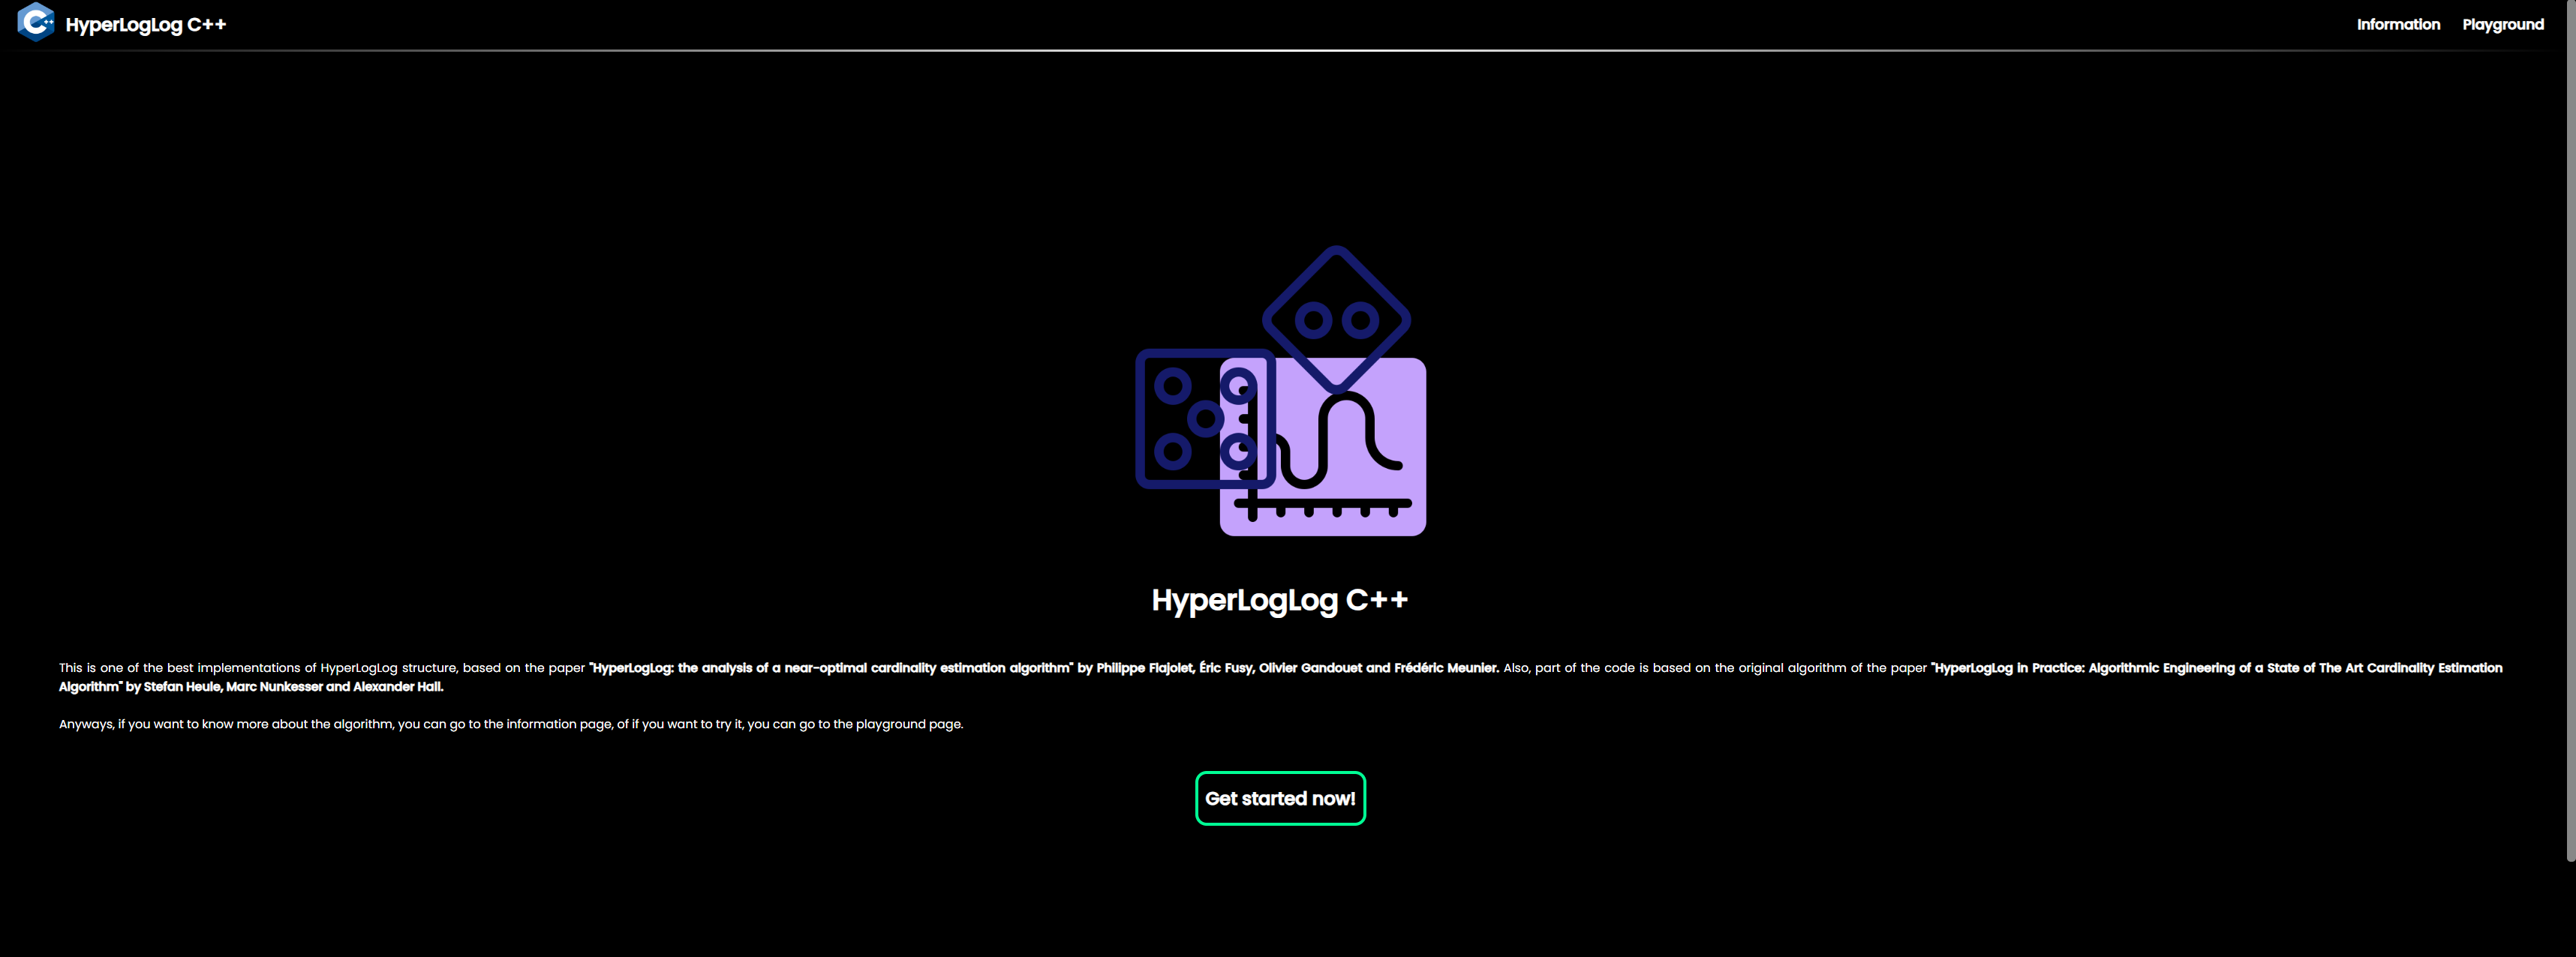 HyperLogLog C++
Information Playground
HyperLogLog C++
This is one of the best implementations of HyperLogLog structure, based on the paper "HyperLogLog: the analysis of a near-optimal cardinality estimation algorithm" by Philippe Flajolet, Éric Fusy, Olivier Gandouet and Frédéric Meunier. Also, part of the code is based on the original algorithm of the paper "HyperLogLog in Practice: Algorithmic Engineering of a State of The Art Cardinality Estimation
Algorithm" by Stefan Heule, Marc Nunkesser and Alexander Hall.
Anyways, if you want to know more about the algorithm, you can go to the information page, of if you want to try it, you can go to the playground page.
Get started now!